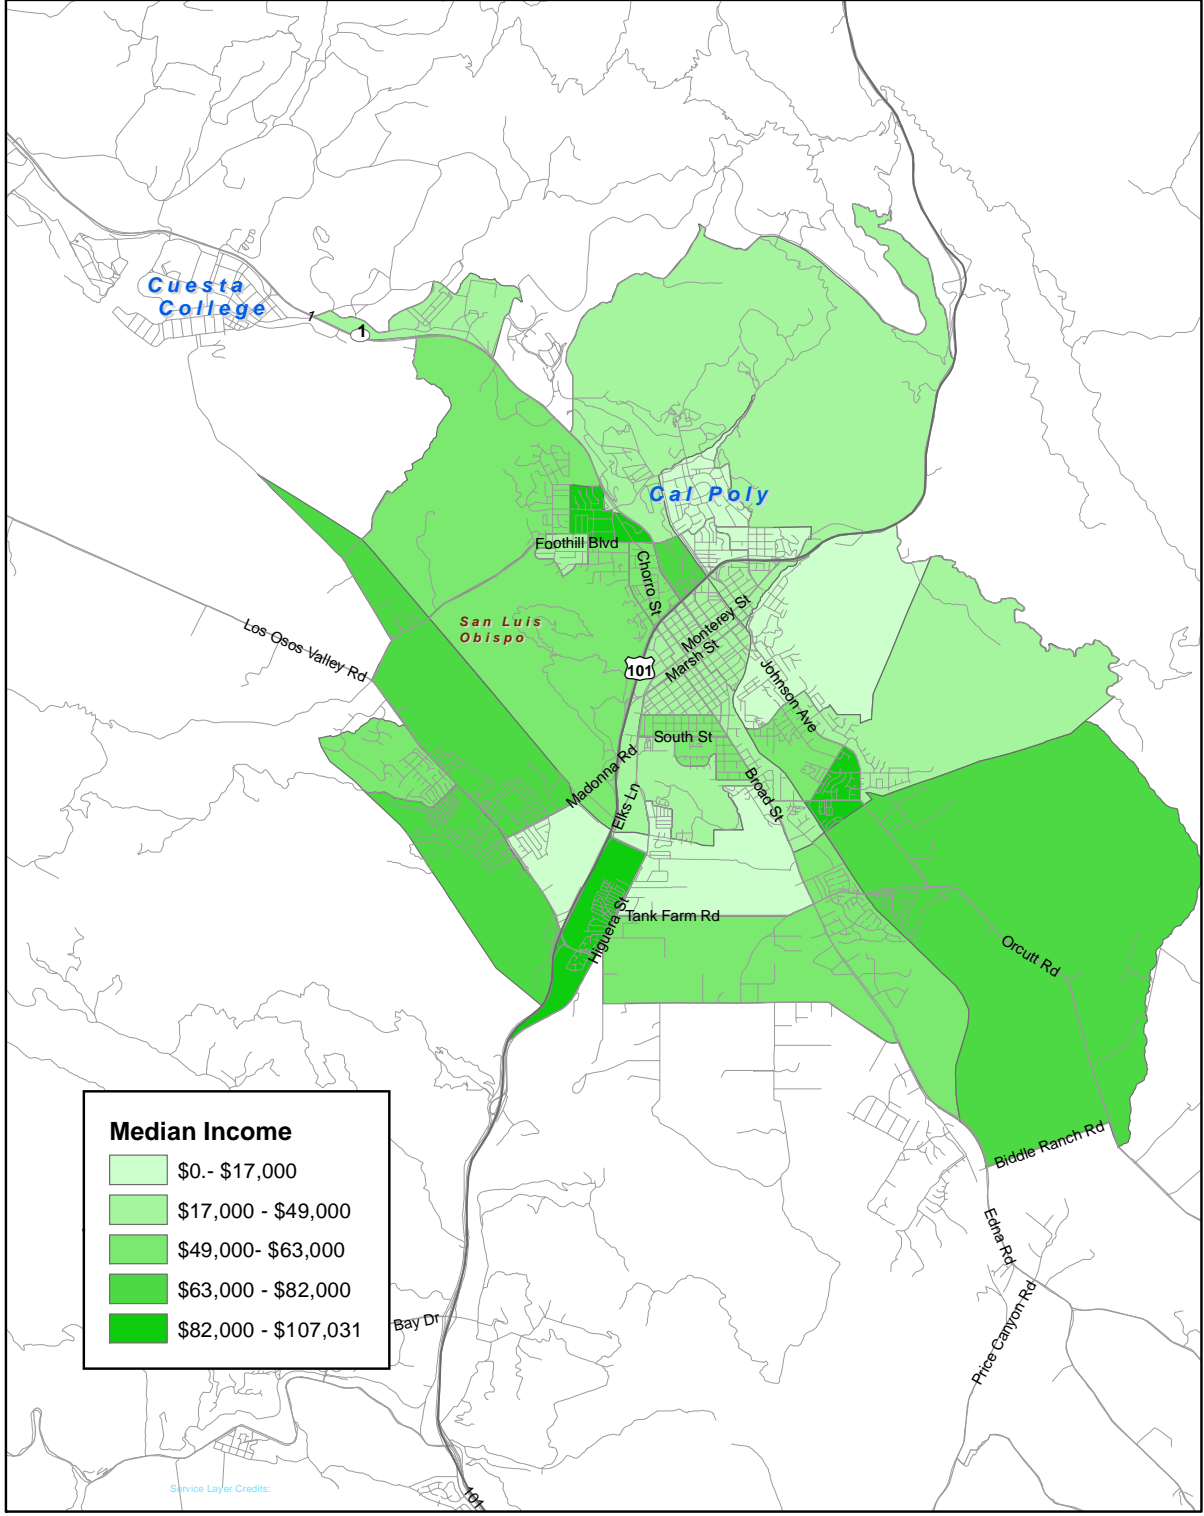 Cuesta
College
1
1
Cal Poly
Foothill Blvd
Chorro St
San Luis
Obispo
Monterey St
Marsh St
Los Osos Valley Rd
101
Johnson Ave
South St
Madonna Rd
Elks Ln
Broad St
Higuera St
Tank Farm Rd
Orcutt Rd
Biddle Ranch Rd
Edna Rd
Price Canyon Rd
Median Income
$0.- $17,000
$17,000 - $49,000
$49,000- $63,000
$63,000 - $82,000
$82,000 - $107,031
Bay Dr
Service Layer Credits:
101